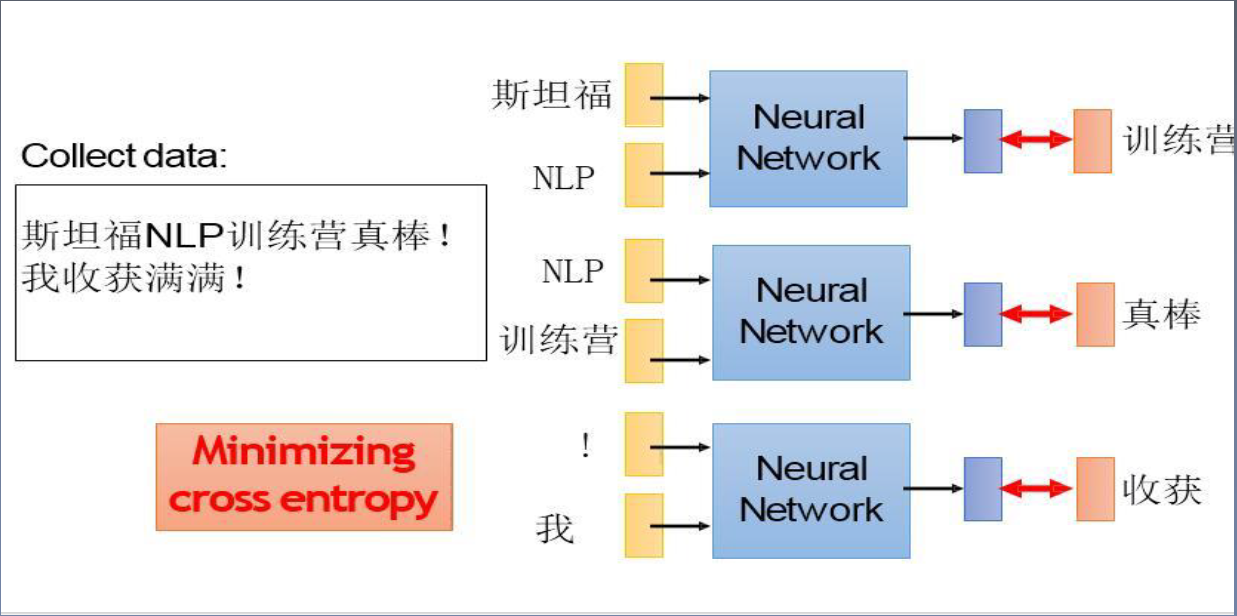 Collect data:
斯坦福NLP训练营真棒！
我收获满满！
Minimizing
cross entropy
斯坦福
NLP
Neural
Network
训练营
NLP
训练营
Neural
Network
真棒
！
我
Neural
Network
收获